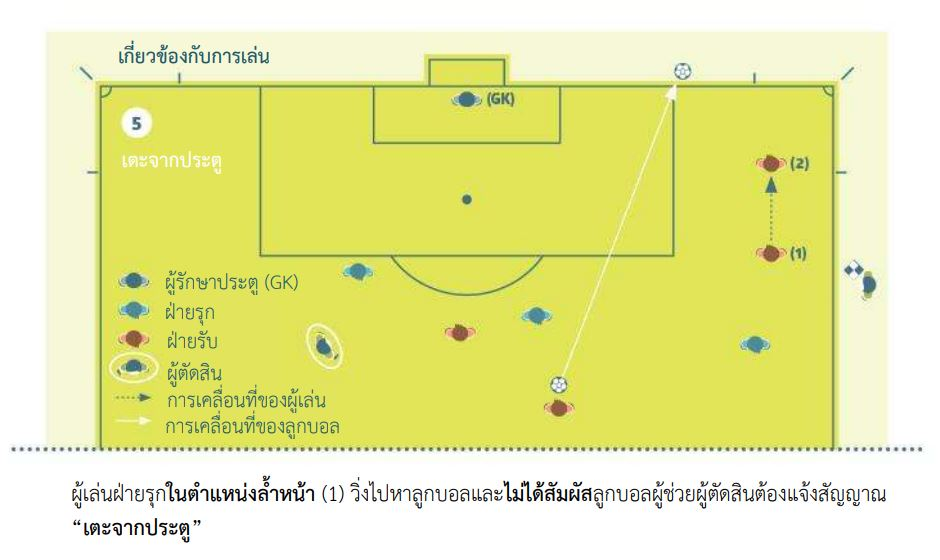 เกี่ยวข้องกับการเล่น
(GK)
5
เตะจากประตู
(2)
(1)
ผู้รักษาประตู (GK)
ฝ่ายรุก
ฝ่ายรับ
ผู้ตัดสิน
การเคลื่อนที่ของผู้เล่น
การเคลื่อนที่ของลูกบอล
ผู้เล่นฝ่ายรุกในตำแหน่งล้ำหน้า (1) วิ่งไปหาลูกบอลและไม่ได้สัมผัสลูกบอลผู้ช่วยผู้ตัดสินต้องแจ้งสัญญาณ
“เตะจากประตู”